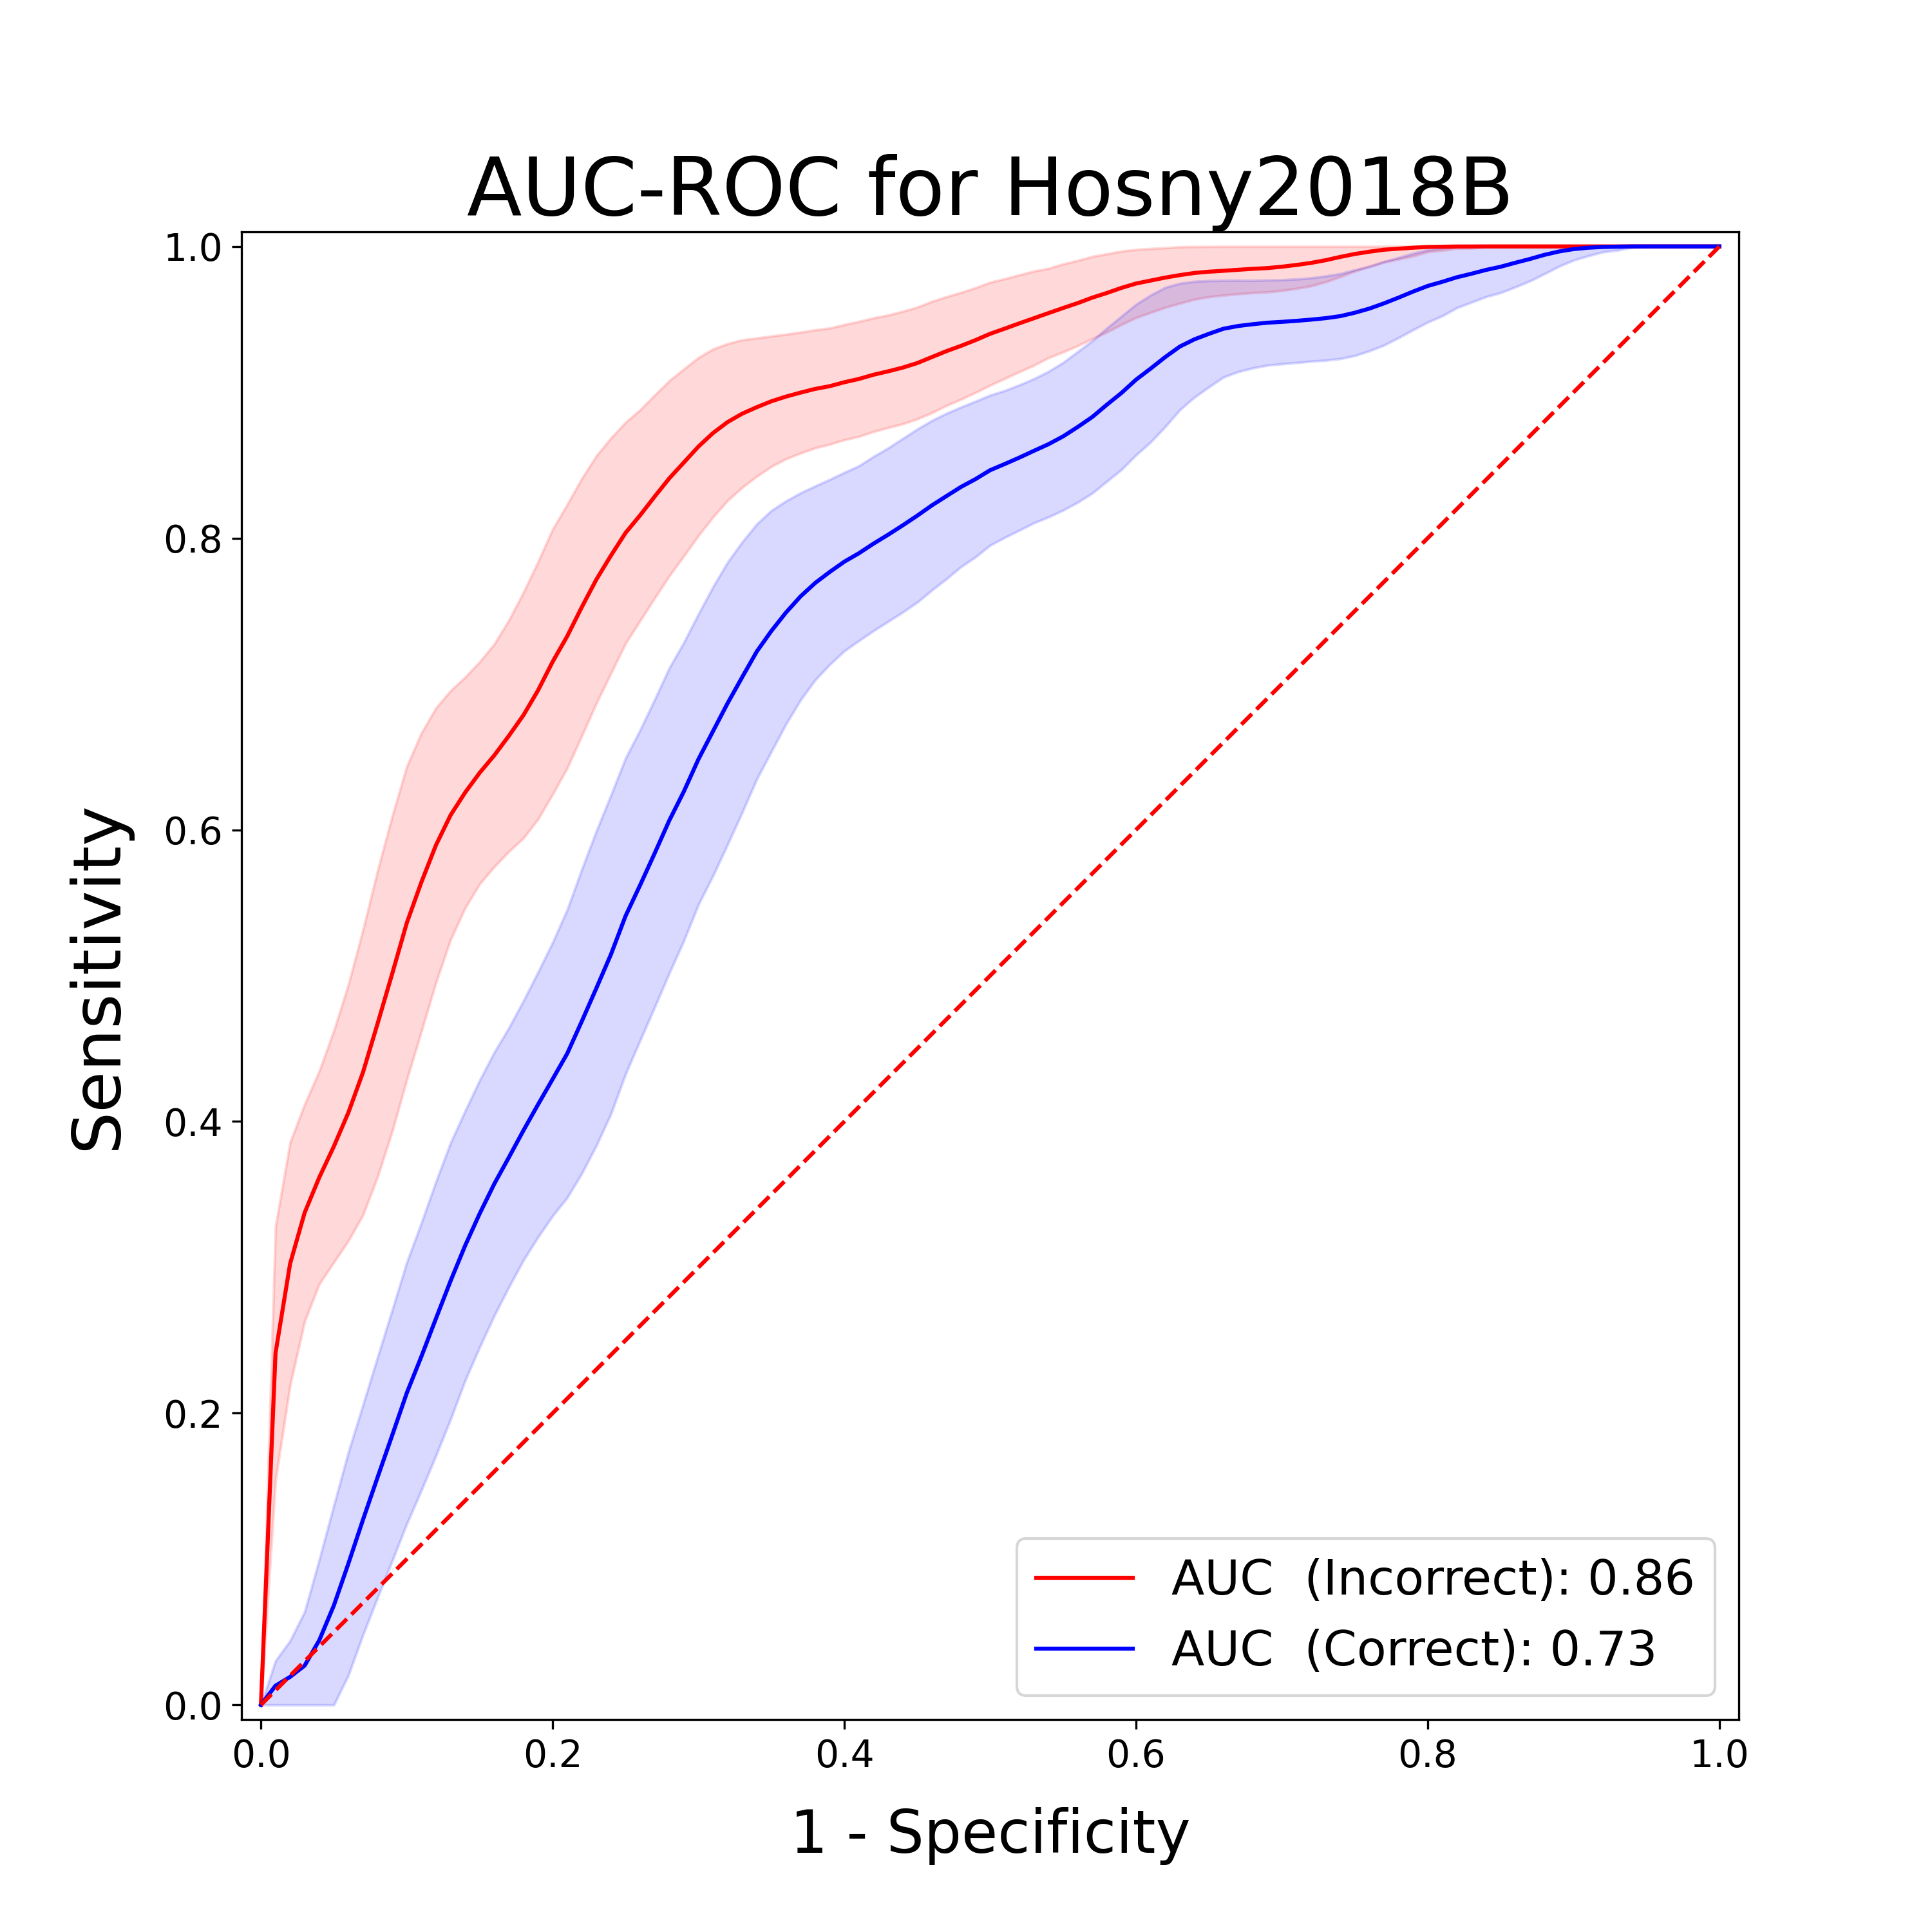 AUC-ROC for Hosny2018B
1.0
0.8
0.6
0.4
0.2
0.0
Sensitivity
AUC  (Incorrect): 0.86
AUC  (Correct): 0.73
0.0 0.2 0.4 0.6 0.8 1.0
1 - Specificity